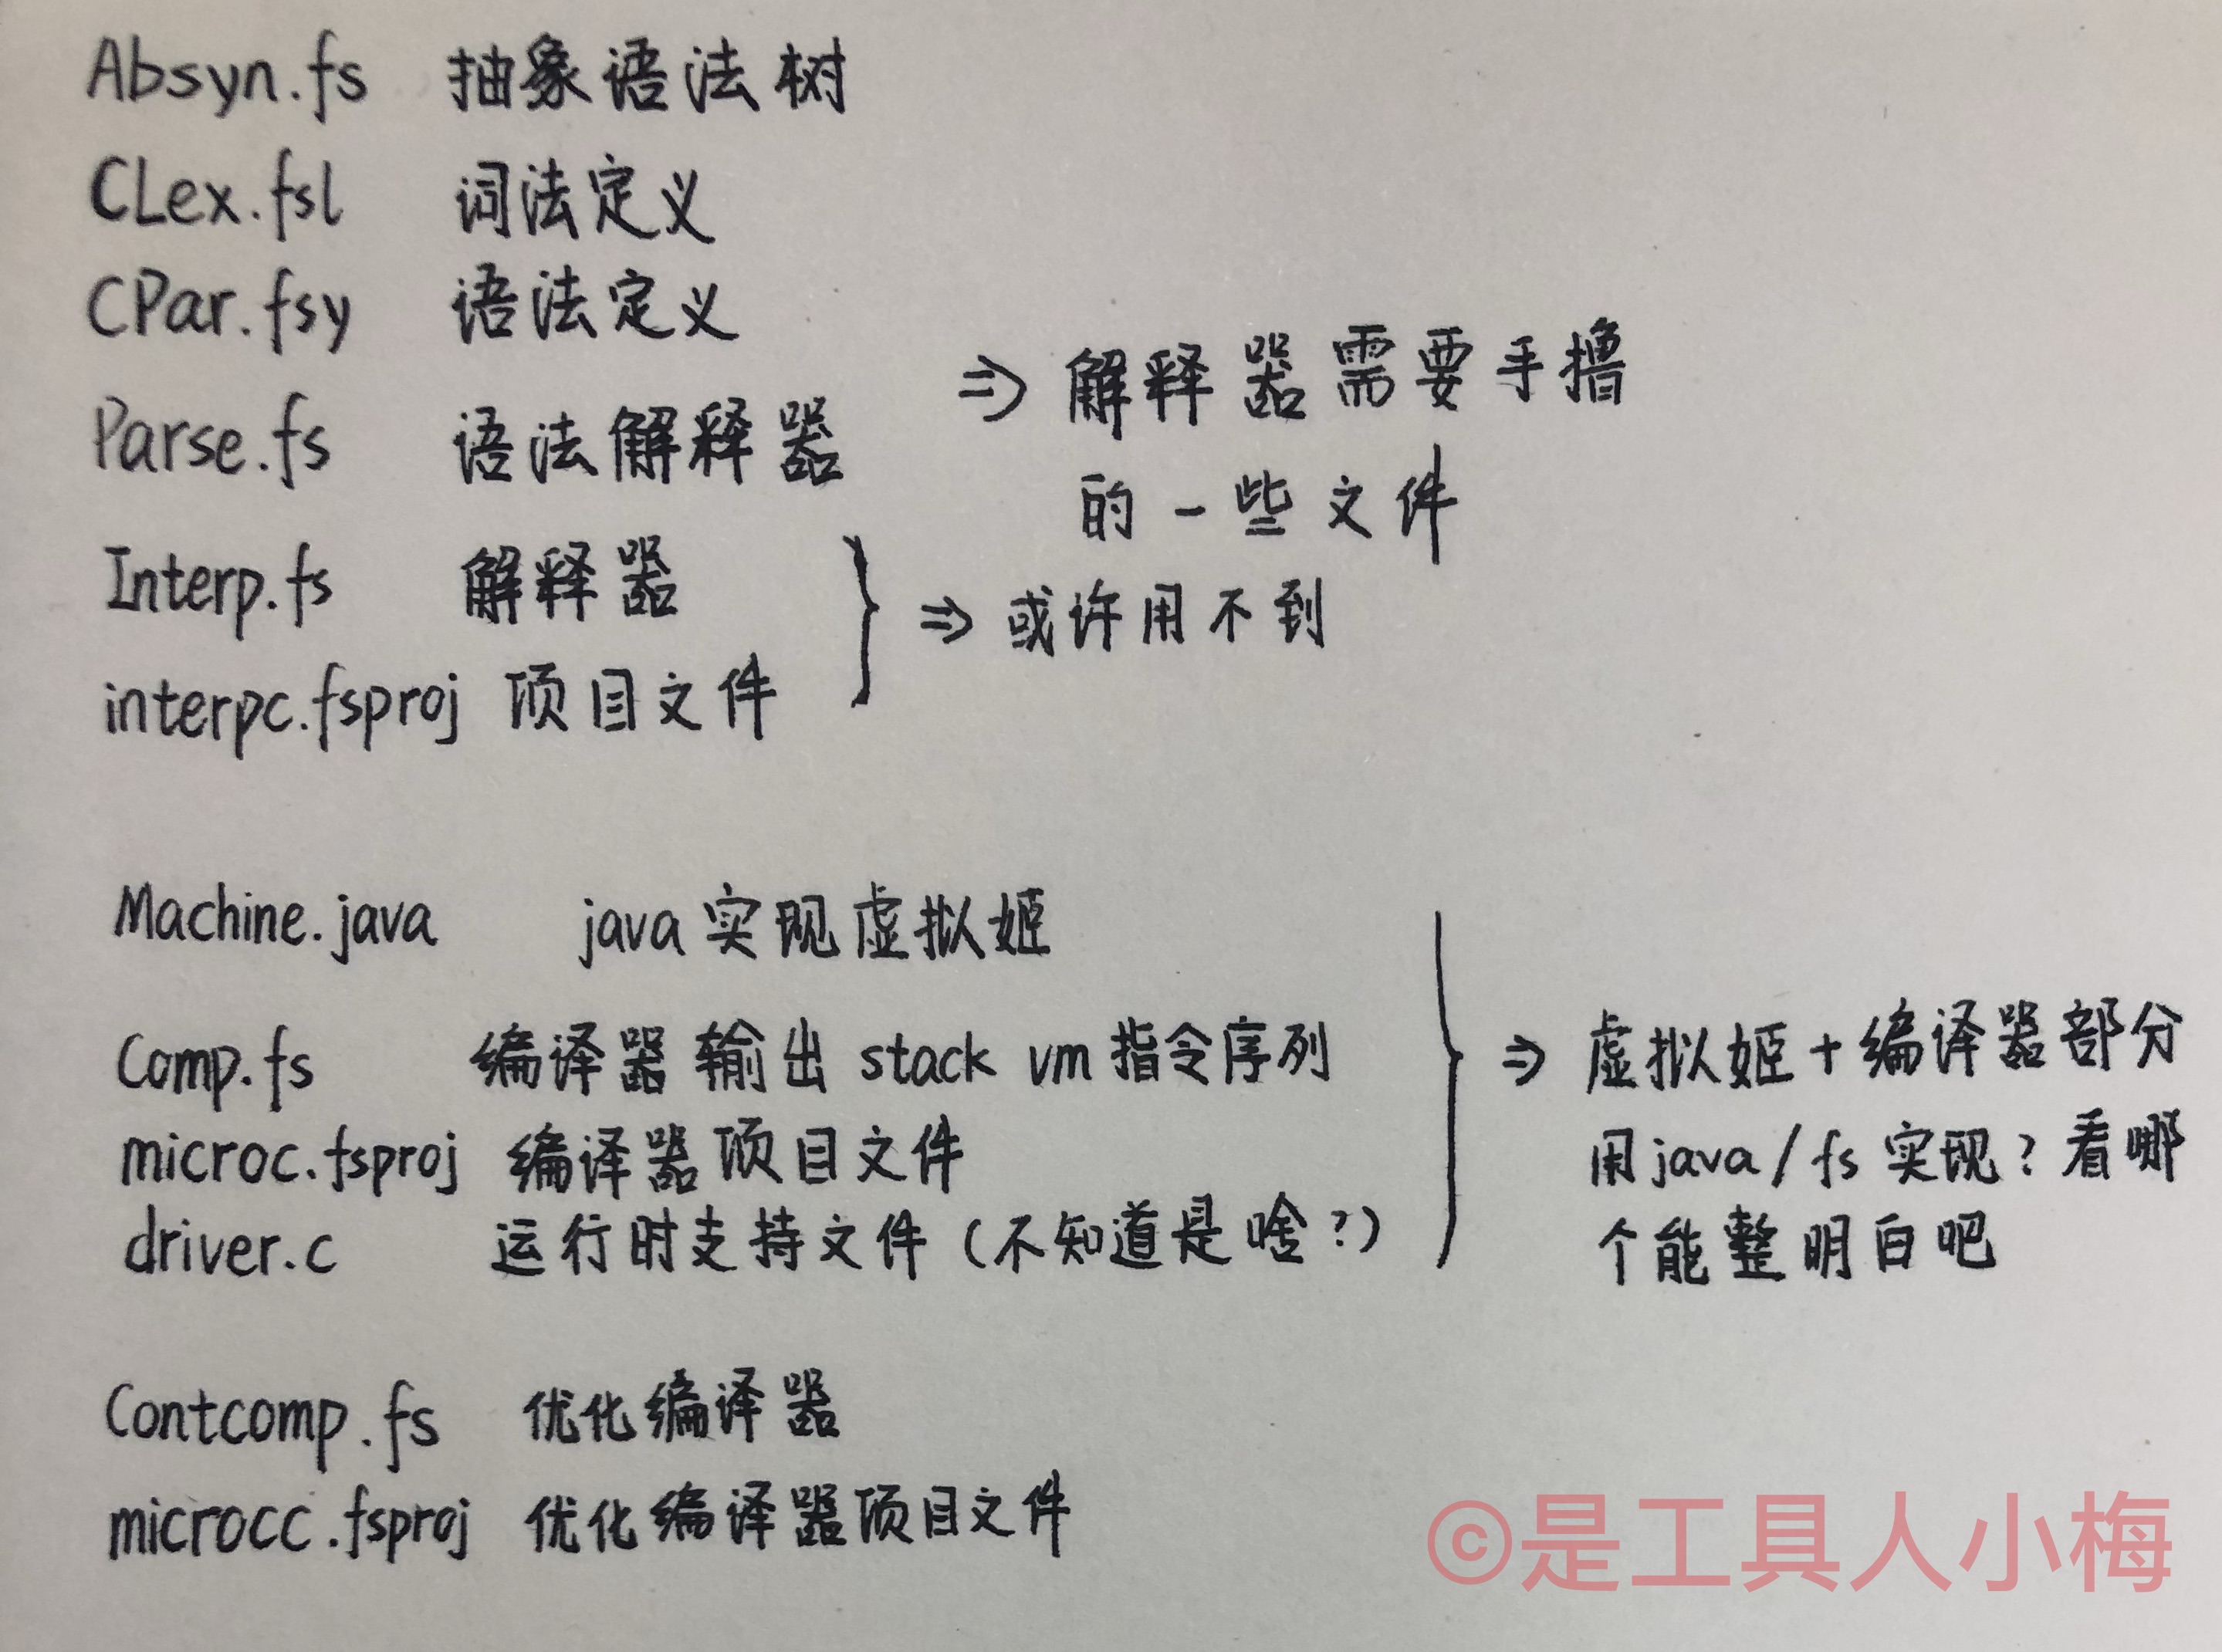 Absyn.fs 抽象语法树
CLex.fsl 词法定义
CPar.fsy 语法定义
⇒ 解释器需要手撸
Parse.fs 语法解释器
的一些文件
Interp.fs 解释器
⇒ 或许用不到
interpc.fsproj 项目文件
Machine.java java实现虚拟姬
Comp.fs 编译器输出 stack vm 指令序列
⇒ 虚拟姬+编译器部分
microc.fsproj 编译器项目文件
用java/fs 实现?看哪
driver.c 运行时支持文件(不知道是啥?)
个能整明白吧
Contcomp.fs 优化编译器
microcc.fsproj 优化编译器项目文件
©是工具人小梅